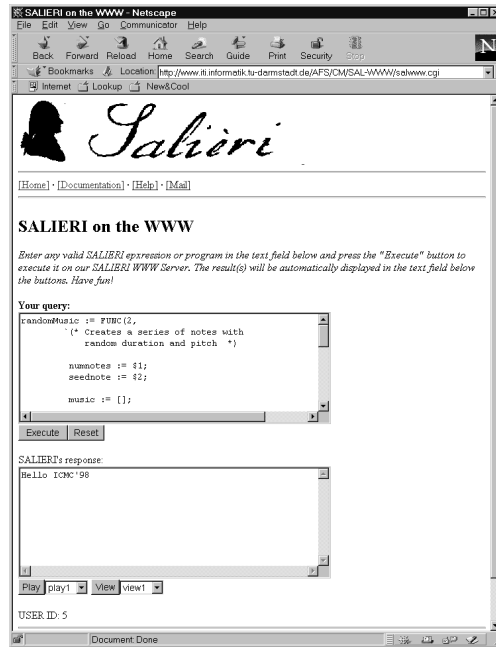 SALIERI on the WWW - Netscape
File Edit View Go Communicator Help
Back Forward Reload Home Search Guide Print Security Stop
N
Bookmarks Location: http://www.iti.informatik.tu-darmstadt.de/AFS/CM/SAL-WWW/salwww.cgi
Internet Lookup New&Cool
Salieri
[Home] · [Documentation] · [Help] · [Mail]
SALIERI on the WWW
Enter any valid SALIERI epxression or program in the text field below and press the "Execute" button to
execute it on our SALIERI WWW Server. The result(s) will be automatically displayed in the text field below
the buttons. Have fun!
Your query:
randomMusic := FUNC(2,
`(* Creates a series of notes with
random duration and pitch *)
numnotes := $1;
seednote := $2;
music := [];
Execute Reset
SALIERI's response:
Hello ICMC'98
Play play1 View view1
USER ID: 5
Document: Done